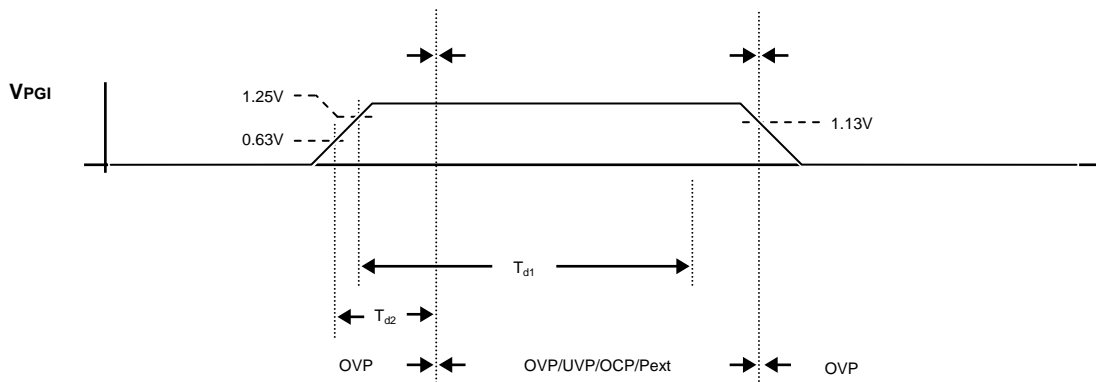 VPGI
1.25V
0.63V
1.13V
Td1
Td2
OVP
OVP/UVP/OCP/Pext
OVP